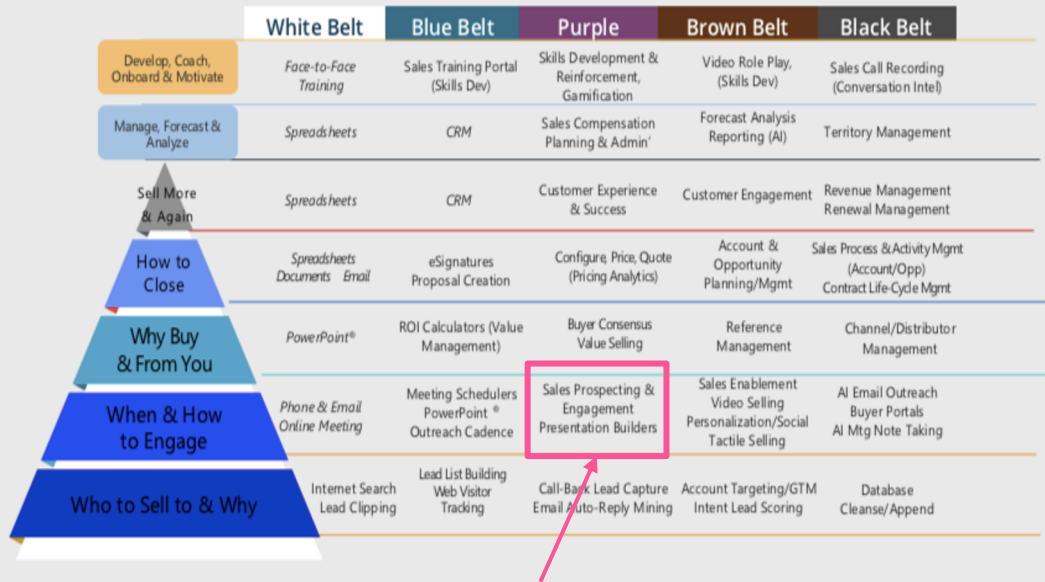 White Belt Blue Belt Purple Brown Belt Black Belt
Develop, Coach,
Onboard & Motivate
Face-to-Face
Training
Sales Training Portal
(Skills Dev)
Skills Development &
Reinforcement,
Gamification
Video Role Play,
(Skills Dev)
Sales Call Recording
(Conversation Intel)
Manage, Forecast &
Analyze
Spreadsheets
CRM
Sales Compensation
Planning & Admin'
Forecast Analysis
Reporting (AI)
Territory Management
Sell More
& Again
Spreadsheets
CRM
Customer Experience
& Success
Customer Engagement
Revenue Management
Renewal Management
How to
Close
Spreadsheets
Documents Email
eSignatures
Proposal Creation
Configure, Price, Quote
(Pricing Analytics)
Account &
Opportunity
Planning/Mgmt
Sales Process & Activity Mgmt
(Account/Opp)
Contract Life-Cycle Mgmt
Why Buy
& From You
PowerPoint®
ROI Calculators (Value
Management)
Buyer Consensus
Value Selling
Reference
Management
Channel/Distributor
Management
When & How
to Engage
Phone & Email
Online Meeting
Meeting Schedulers
PowerPoint ®
Outreach Cadence
Sales Prospecting &
Engagement
Presentation Builders
Sales Enablement
Video Selling
Personalization/Social
Tactile Selling
AI Email Outreach
Buyer Portals
AI Mtg Note Taking
Who to Sell to & Why
Internet Search
Lead Clipping
Lead List Building
Web Visitor
Tracking
Call-Back Lead Capture
Email Auto-Reply Mining
Account Targeting/GTM
Intent Lead Scoring
Database
Cleanse/Append